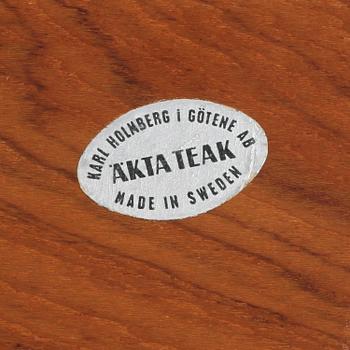 KARL HOLMBERG i GÖTENE AB
ÄKTA TEAK
MADE IN SWEDEN